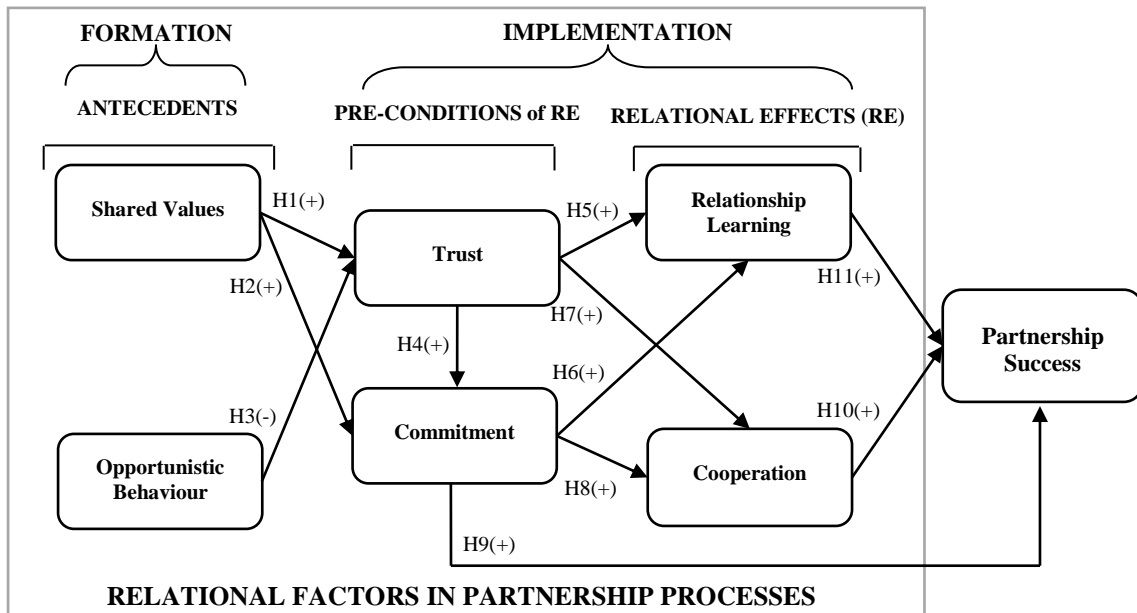 FORMATION
IMPLEMENTATION
ANTECEDENTS
PRE-CONDITIONS of RE
RELATIONAL EFFECTS (RE)
Shared Values
H1(+)
H2(+)
H3(-)
Opportunistic
Behaviour
Trust
H4(+)
Commitment
H5(+)
H7(+)
H6(+)
H8(+)
H9(+)
Relationship
Learning
Cooperation
H11(+)
H10(+)
Partnership
Success
RELATIONAL FACTORS IN PARTNERSHIP PROCESSES